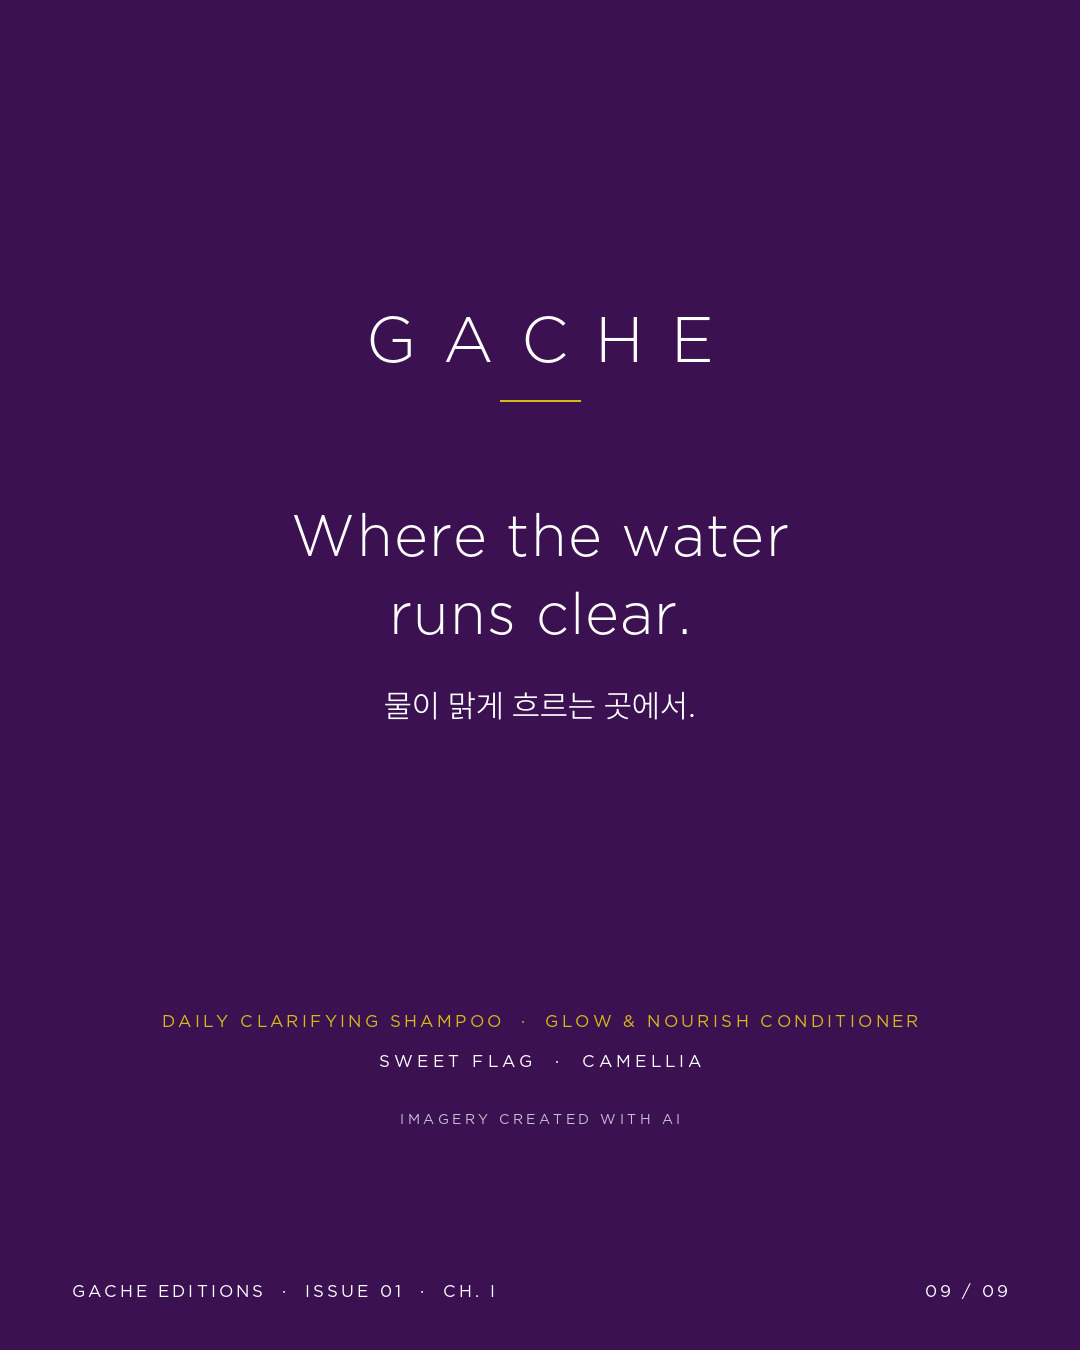 GACHE
Where the water
runs clear.
물이 맑게 흐르는 곳에서.
DAILY CLARIFYING SHAMPOO · GLOW & NOURISH CONDITIONER
SWEET FLAG · CAMELLIA
IMAGERY CREATED WITH AI
GACHE EDITIONS · ISSUE 01 · CH. I
09 / 09